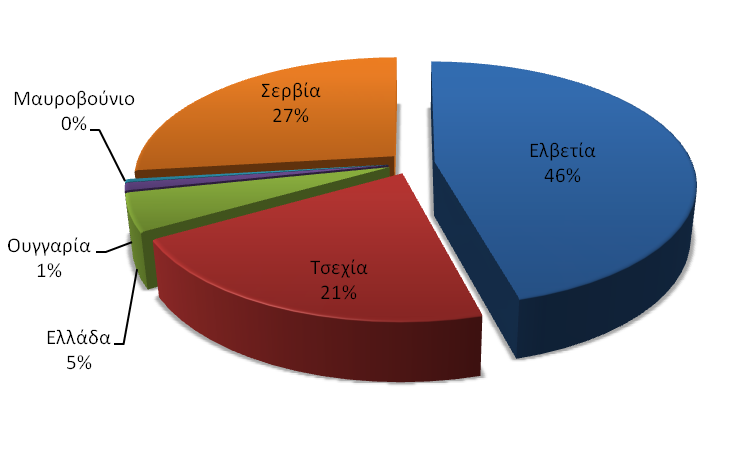 Σερβία
27%
Μαυροβούνιο
0%
Ελβετία
46%
Ουγγαρία
1%
Τσεχία
21%
Ελλάδα
5%